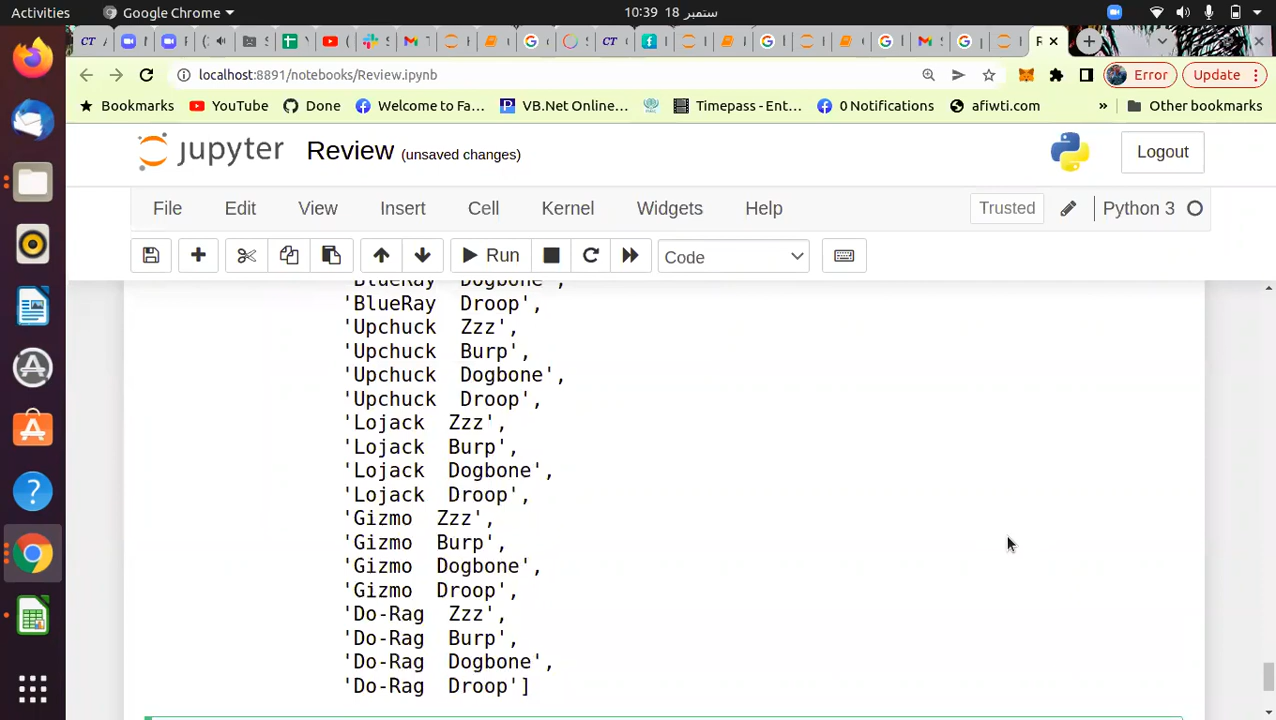 Activities Google Chrome ▾ 10:39 18 ستمبر
CT
localhost:8891/notebooks/Review.ipynb Error Update
Bookmarks YouTube Done Welcome to Fa... VB.Net Online... Timepass - Ent... 0 Notifications afiwti.com » Other bookmarks
jupyter Review (unsaved changes) Logout
File Edit View Insert Cell Kernel Widgets Help Trusted Python 3
Run Code
'BlueRay  Dogbone',
'BlueRay  Droop',
'Upchuck  Zzz',
'Upchuck  Burp',
'Upchuck  Dogbone',
'Upchuck  Droop',
'Lojack  Zzz',
'Lojack  Burp',
'Lojack  Dogbone',
'Lojack  Droop',
'Gizmo  Zzz',
'Gizmo  Burp',
'Gizmo  Dogbone',
'Gizmo  Droop',
'Do-Rag  Zzz',
'Do-Rag  Burp',
'Do-Rag  Dogbone',
'Do-Rag  Droop']